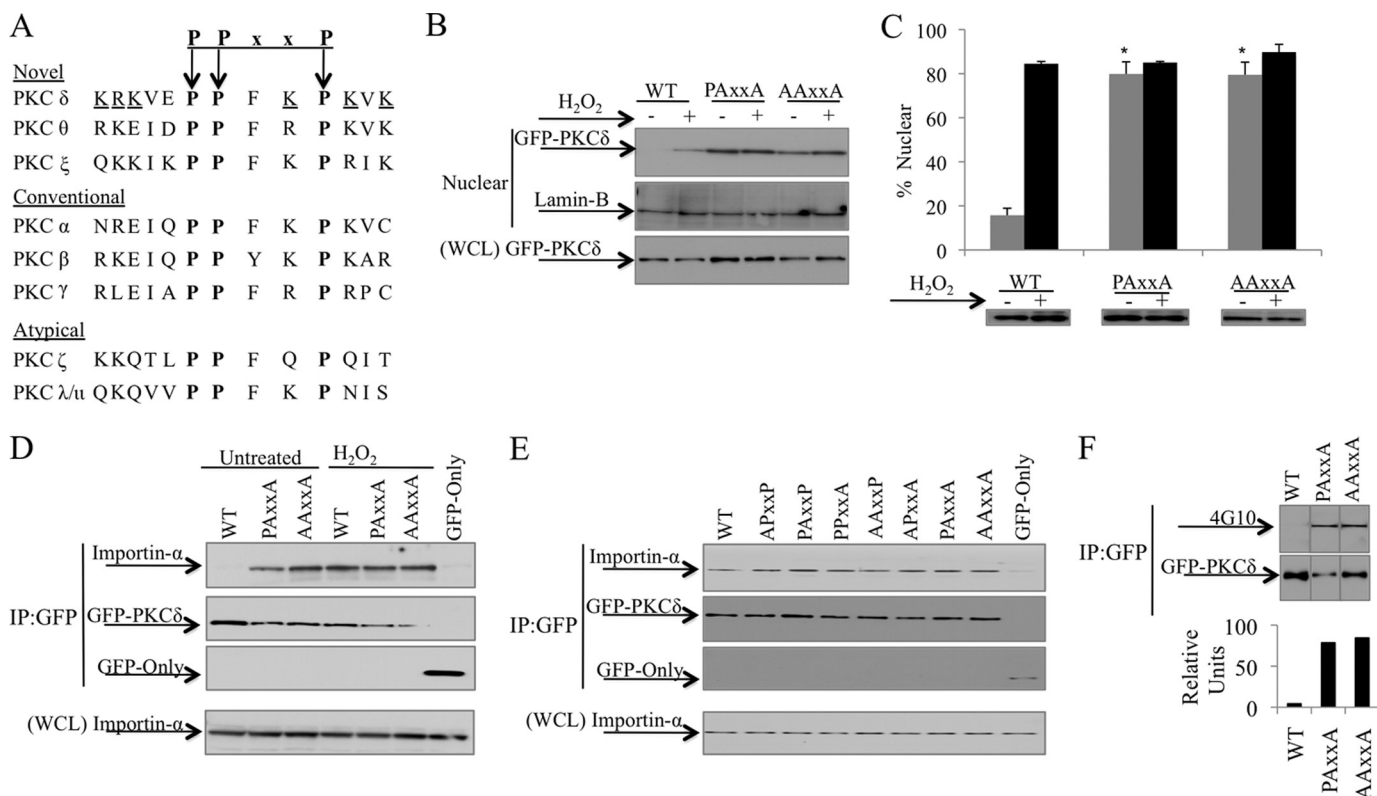 A
P P x x P
Novel
PKC δ K R K V E P P F K P K V K
PKC θ R K E I D P P F R P K V K
PKC ξ Q K K I K P P F K P R I K
Conventional
PKC α N R E I Q P P F K P K V C
PKC β R K E I Q P P Y K P K A R
PKC γ R L E I A P P F R P R P C
Atypical
PKC ζ K K Q T L P P F Q P Q I T
PKC λ/ιι Q K Q V V P P F K P N I S
B
WT PAxxA AAxxA
H₂O₂ - + - + - +
GFP-PKCδ
Nuclear
Lamin-B
(WCL) GFP-PKCδ
C
% Nuclear
100
80
60
40
20
0
* *
WT PAxxA AAxxA
H₂O₂ - + - + - +
D
Untreated H₂O₂
WT PAxxA AAxxA WT PAxxA AAxxA GFP-Only
Importin-α
IP:GFP
GFP-PKCδ
GFP-Only
(WCL) Importin-α
E
WT APxxP PAxxP PPxxA AAxxP APxxA PAxxA AAxxA GFP-Only
Importin-α
IP:GFP
GFP-PKCδ
GFP-Only
(WCL) Importin-α
F
WT PAxxA AAxxA
4G10
IP:GFP
GFP-PKCδ
Relative
Units
100
50
0
WT PAxxA AAxxA